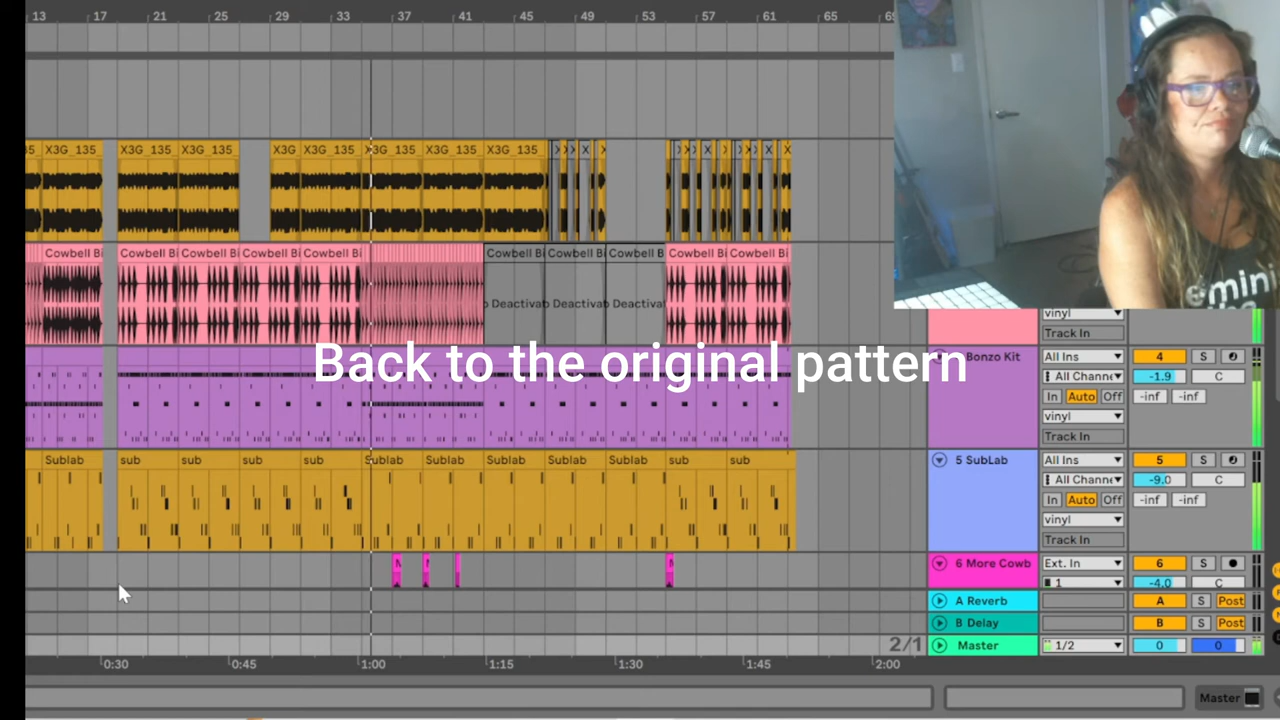 13 17 21 25 29 33 37 41 45 49 53 57 61 65
X3G_135 X3G_135 X3G_135 X3G_135 X3G_135 X3G_135 X3G_135
Cowbell Bi Cowbell Bi Cowbell Bi Cowbell Bi Cowbell Bi Cowbell Bi Cowbell Bi Cowbell B Cowbell Bi Cowbell Bi
Deactivat Deactivat Deactivat
émini
vinyl
Track In
Back to the original pattern
Bonzo Kit All Ins 4 S
All Channe -1.9 C
In Auto Off -inf -inf
vinyl
Track In
Sublab sub sub sub sub Sublab Sublab Sublab Sublab Sublab sub sub 5 SubLab All Ins 5 S
All Channe -9.0 C
In Auto Off -inf -inf
vinyl
Track In
6 More Cowb Ext. In 6 S
1 -4.0 C
A Reverb A S Post
B Delay B S Post
2/1 Master 1/2 0 0
0:30 0:45 1:00 1:15 1:30 1:45 2:00
Master